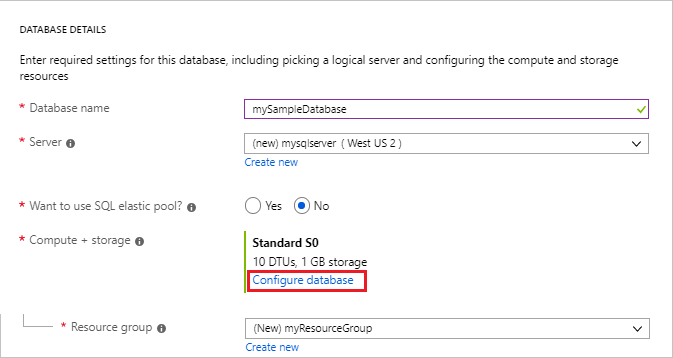 DATABASE DETAILS
Enter required settings for this database, including picking a logical server and configuring the compute and storage
resources
* Database name
mySampleDatabase
* Server
(new) mysqlserver ( West US 2 )
Create new
* Want to use SQL elastic pool?
Yes No
* Compute + storage
Standard S0
10 DTUs, 1 GB storage
Configure database
* Resource group
(New) myResourceGroup
Create new